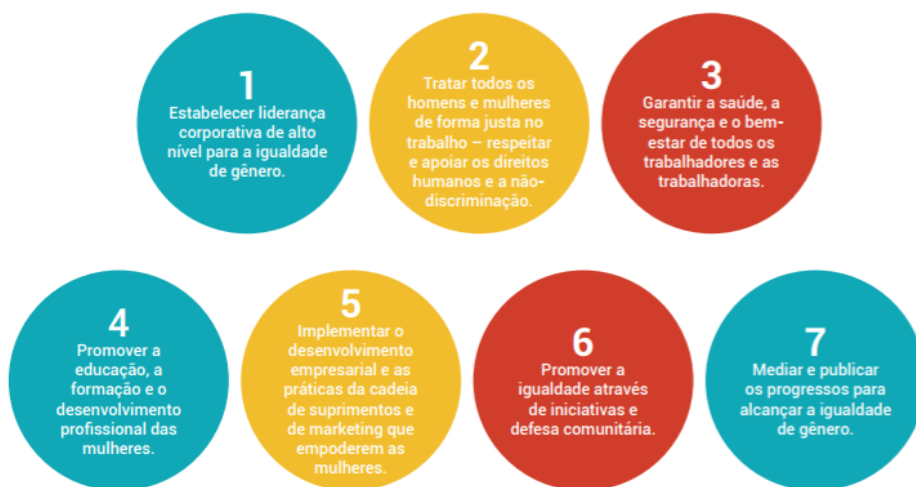 1
Estabelecer liderança
corporativa de alto
nível para a igualdade
de gênero.
2
Tratar todos os
homens e mulheres
de forma justa no
trabalho – respeitar
e apoiar os direitos
humanos e a não-
discriminação.
3
Garantir a saúde, a
segurança e o bem-
estar de todos os
trabalhadores e as
trabalhadoras.
4
Promover a
educação, a
formação e o
desenvolvimento
profissional das
mulheres.
5
Implementar o
desenvolvimento
empresarial e as
práticas da cadeia
de suprimentos e
de marketing que
empoderem as
mulheres.
6
Promover a
igualdade através
de iniciativas e
defesa comunitária.
7
Mediar e publicar
os progressos para
alcançar a igualdade
de gênero.